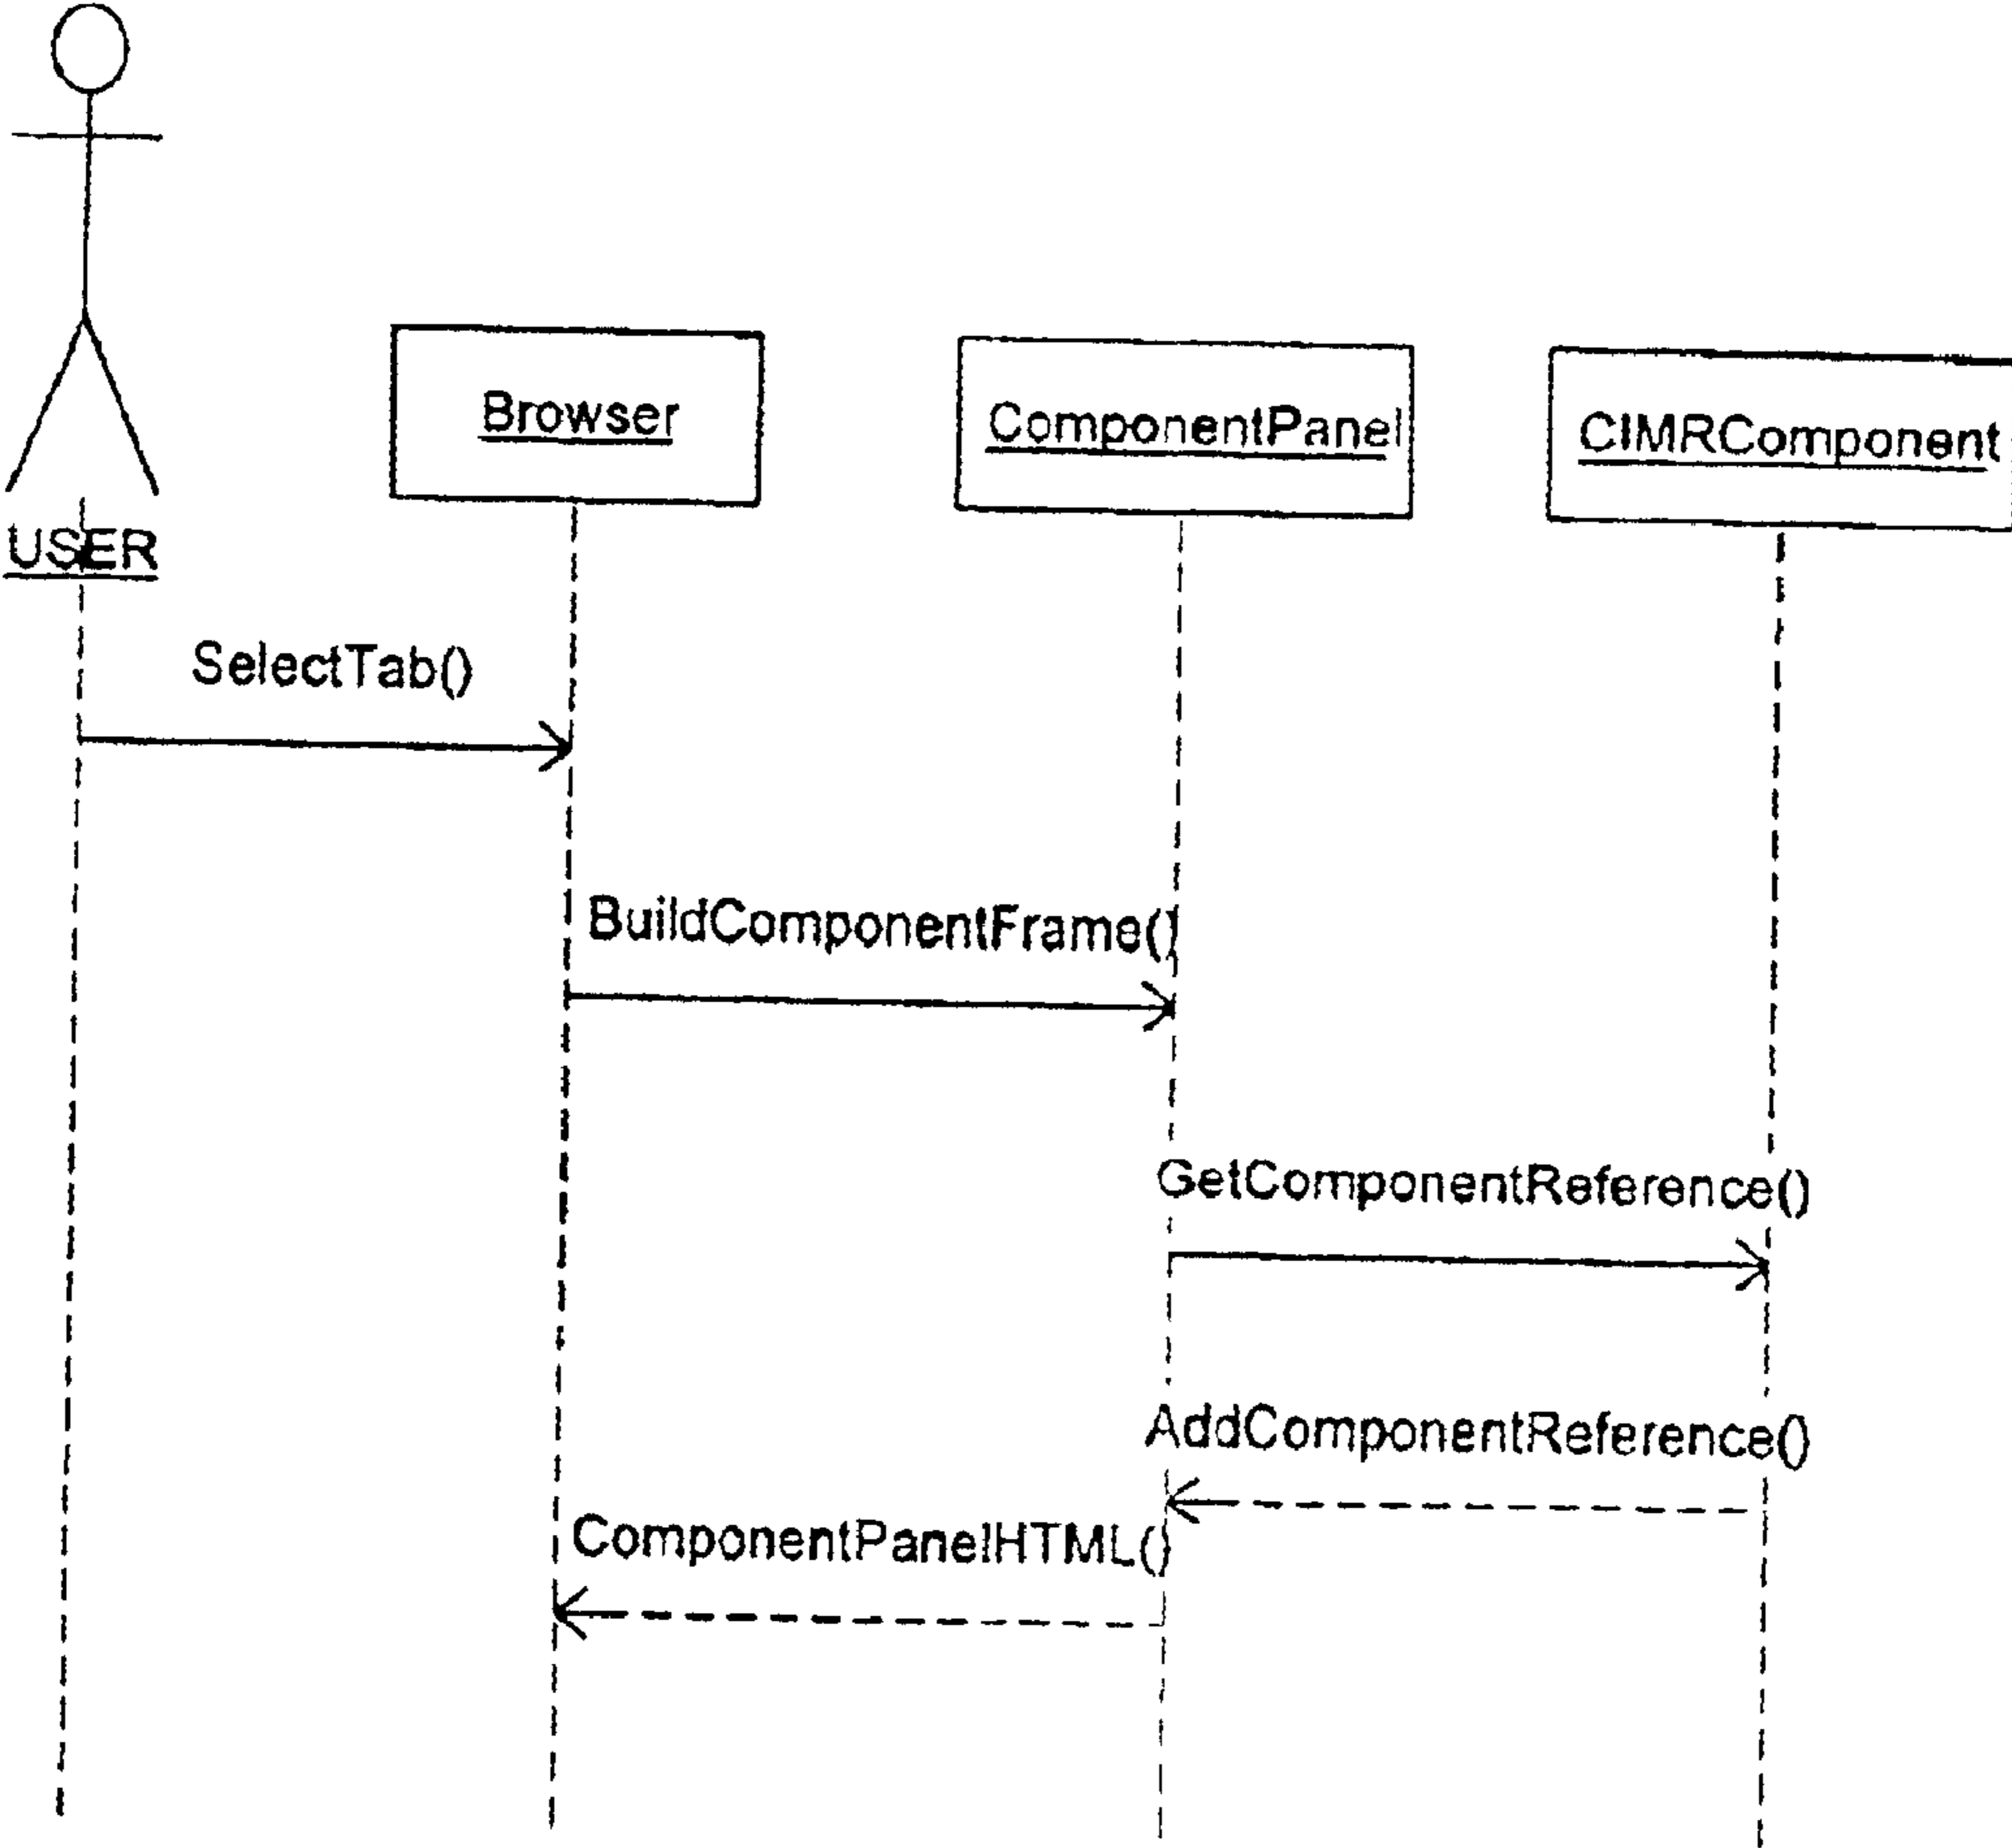 Browser
ComponentPanel
CIMRComponent
USER
SelectTab()
BuildComponentFrame()
GetComponentReference()
AddComponentReference()
ComponentPanelHTML()